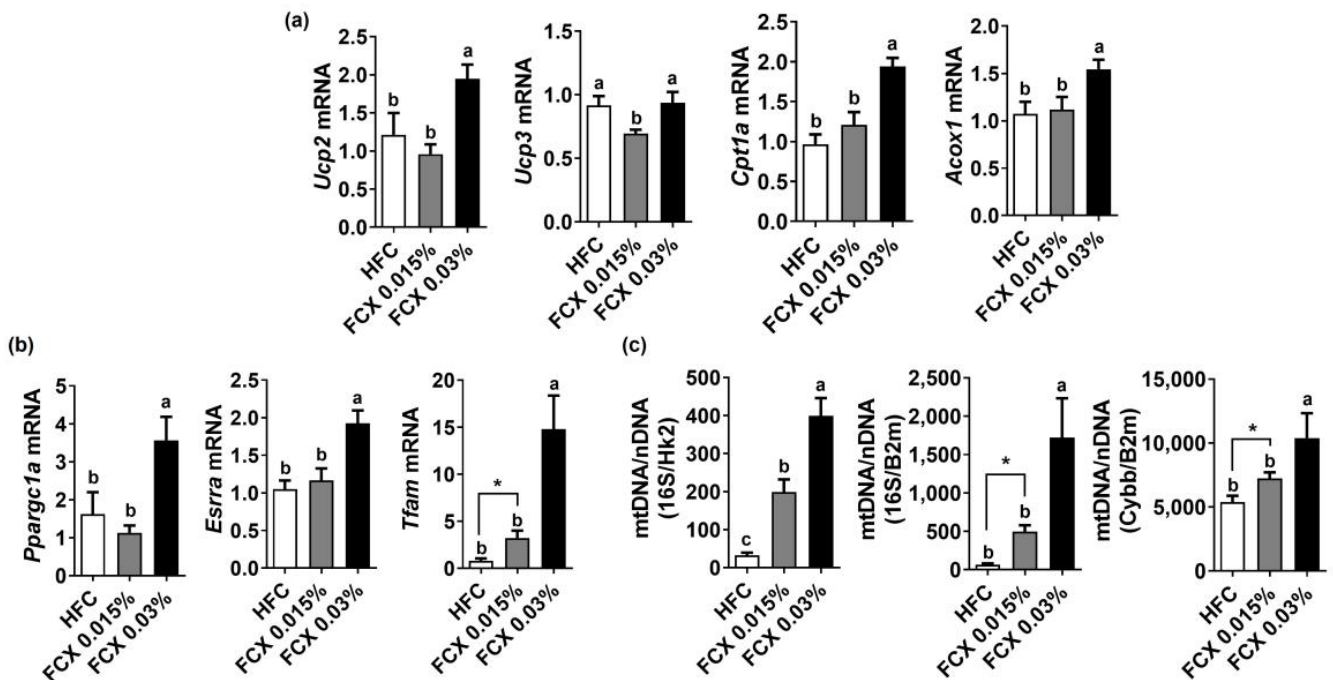 (a)
Ucp2 mRNA
2.5
2.0
1.5
1.0
0.5
0.0
b
b
a
HFC
FCX 0.015%
FCX 0.03%
Ucp3 mRNA
1.5
1.0
0.5
0.0
a
b
a
HFC
FCX 0.015%
FCX 0.03%
Cpt1a mRNA
2.5
2.0
1.5
1.0
0.5
0.0
b
b
a
HFC
FCX 0.015%
FCX 0.03%
Acox1 mRNA
2.0
1.5
1.0
0.5
0.0
b
b
a
HFC
FCX 0.015%
FCX 0.03%
(b)
Ppargc1a mRNA
5
4
3
2
1
0
b
b
a
HFC
FCX 0.015%
FCX 0.03%
Esrra mRNA
2.5
2.0
1.5
1.0
0.5
0.0
b
b
a
HFC
FCX 0.015%
FCX 0.03%
Tfam mRNA
20
15
10
5
0
*
b
b
a
HFC
FCX 0.015%
FCX 0.03%
(c)
mtDNA/nDNA
(16S/Hk2)
500
400
300
200
100
0
c
b
a
HFC
FCX 0.015%
FCX 0.03%
mtDNA/nDNA
(16S/B2m)
2,500
2,000
1,500
1,000
500
0
*
b
b
a
HFC
FCX 0.015%
FCX 0.03%
mtDNA/nDNA
(Cybb/B2m)
15,000
10,000
5,000
0
*
b
b
a
HFC
FCX 0.015%
FCX 0.03%